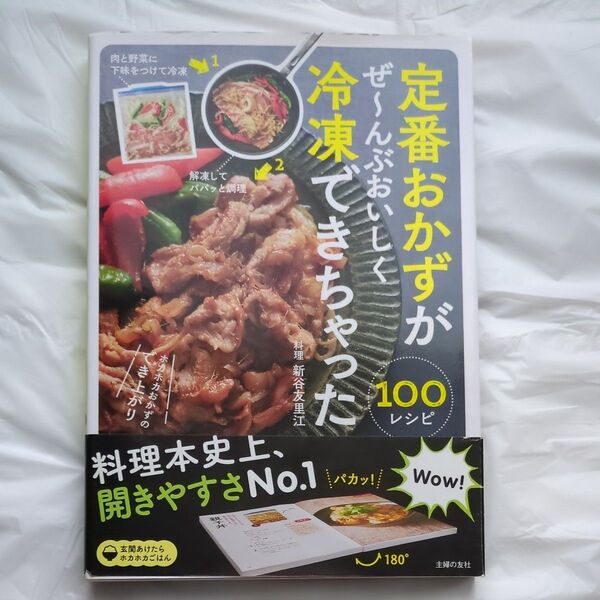 定番おかずが
ぜ〜んぶおいしく
冷凍できちゃった
100
レシピ
料理 新谷友里江
肉と野菜に
下味をつけて冷凍
1
解凍して
パパッと調理
2
ホカホカおかずの
でき上がり
料理本史上、
開きやすさNo.1
パカッ!
Wow!
180°
玄関あけたら
ホカホカごはん
主婦の友社